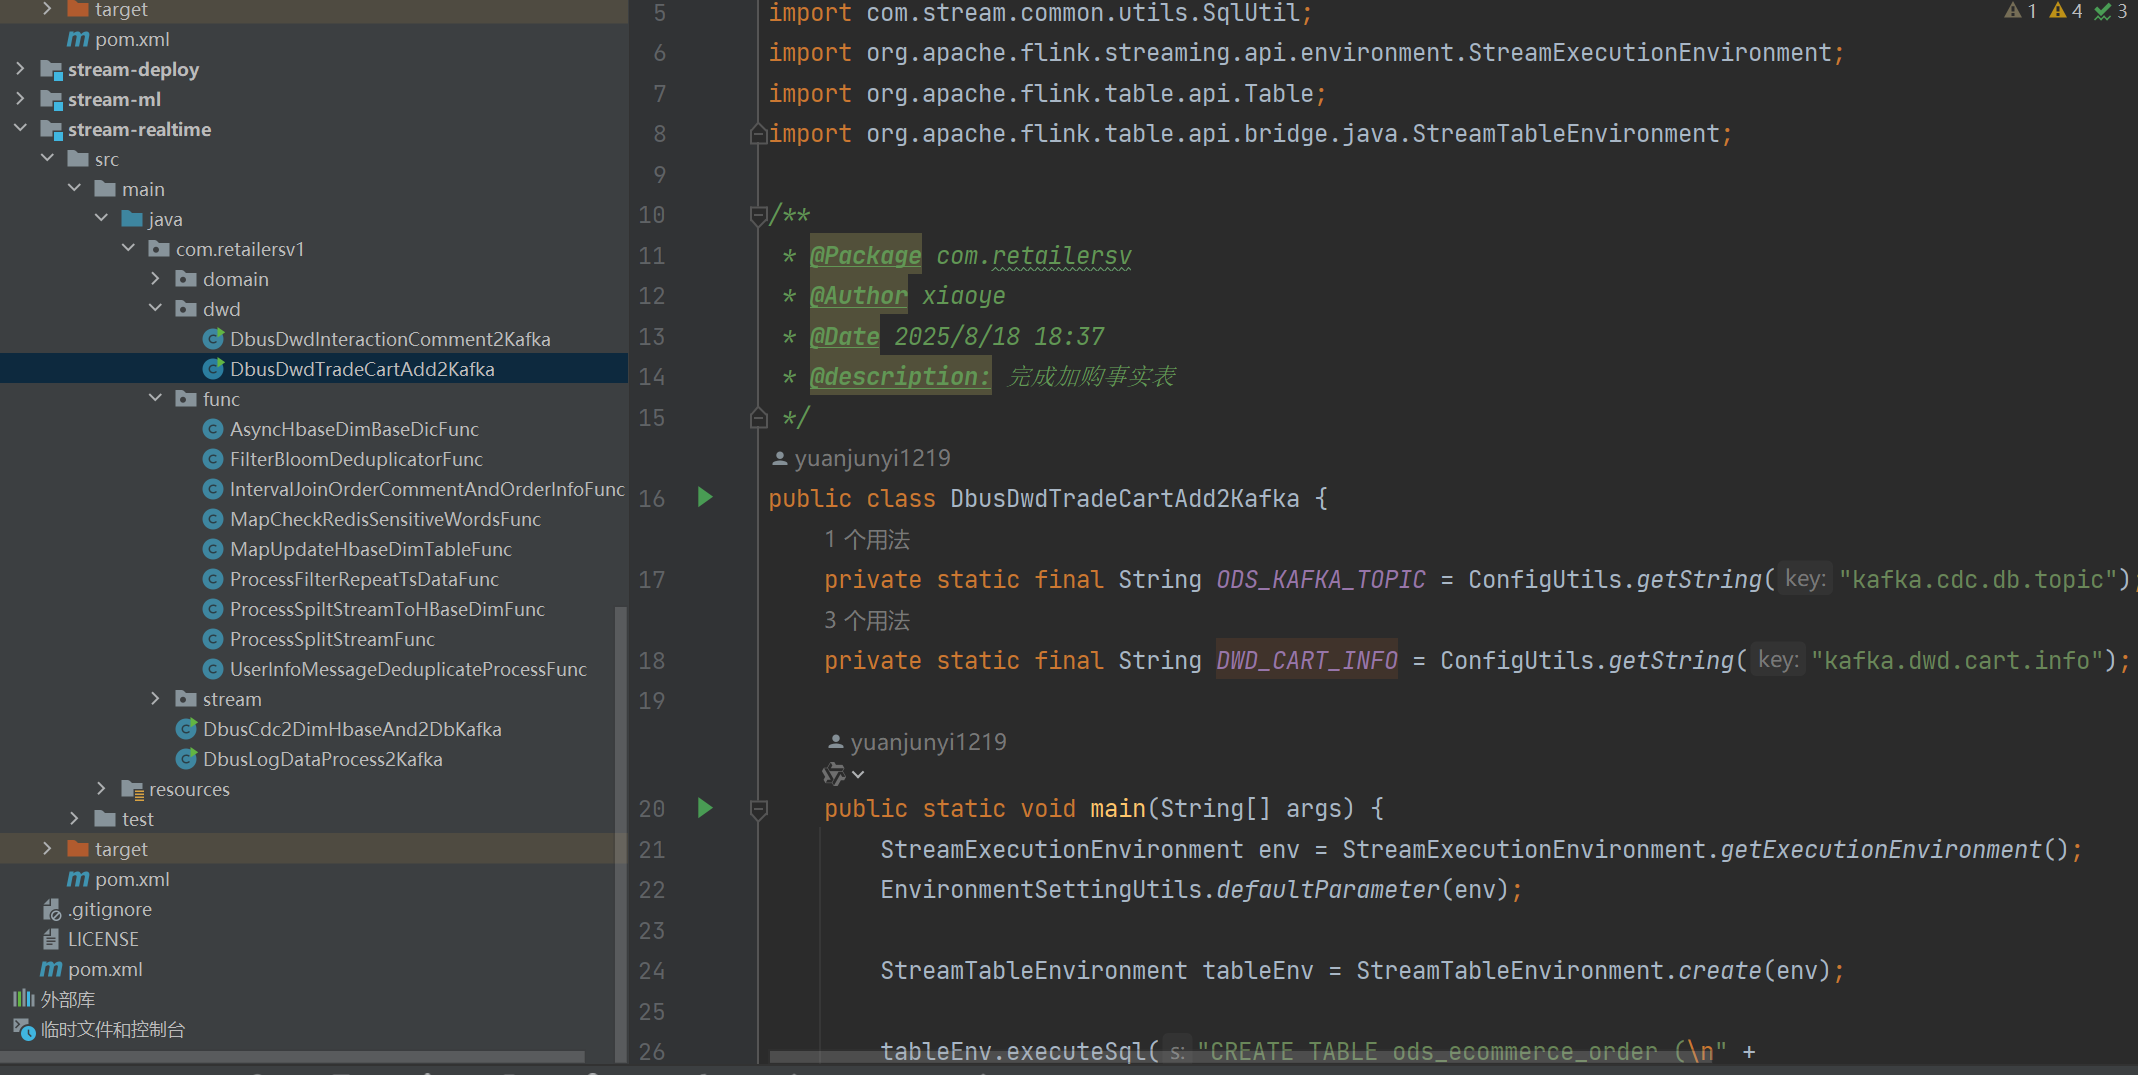 target
pom.xml
stream-deploy
stream-ml
stream-realtime
src
main
java
com.retailersv1
domain
dwd
DbusDwdInteractionComment2Kafka
DbusDwdTradeCartAdd2Kafka
func
AsyncHbaseDimBaseDicFunc
FilterBloomDeduplicatorFunc
IntervalJoinOrderCommentAndOrderInfoFunc
MapCheckRedisSensitiveWordsFunc
MapUpdateHbaseDimTableFunc
ProcessFilterRepeatTsDataFunc
ProcessSpiltStreamToHBaseDimFunc
ProcessSplitStreamFunc
UserInfoMessageDeduplicateProcessFunc
stream
DbusCdc2DimHbaseAnd2DbKafka
DbusLogDataProcess2Kafka
resources
test
target
pom.xml
.gitignore
LICENSE
pom.xml
外部库
临时文件和控制台
1 4 3
5 import com.stream.common.utils.SqlUtil;
6 import org.apache.flink.streaming.api.environment.StreamExecutionEnvironment;
7 import org.apache.flink.table.api.Table;
8 import org.apache.flink.table.api.bridge.java.StreamTableEnvironment;
9
10 /**
11 * @Package com.retailersv
12 * @Author xiaoye
13 * @Date 2025/8/18 18:37
14 * @description: 完成加购事实表
15 */
yuanjunyi1219
16 public class DbusDwdTradeCartAdd2Kafka {
1 个用法
17 private static final String ODS_KAFKA_TOPIC = ConfigUtils.getString( key: "kafka.cdc.db.topic");
3 个用法
18 private static final String DWD_CART_INFO = ConfigUtils.getString( key: "kafka.dwd.cart.info");
19
yuanjunyi1219
20 public static void main(String[] args) {
21 StreamExecutionEnvironment env = StreamExecutionEnvironment.getExecutionEnvironment();
22 EnvironmentSettingUtils.defaultParameter(env);
23
24 StreamTableEnvironment tableEnv = StreamTableEnvironment.create(env);
25
26 tableEnv.executeSql( s: "CREATE TABLE ods_ecommerce_order (\n" +